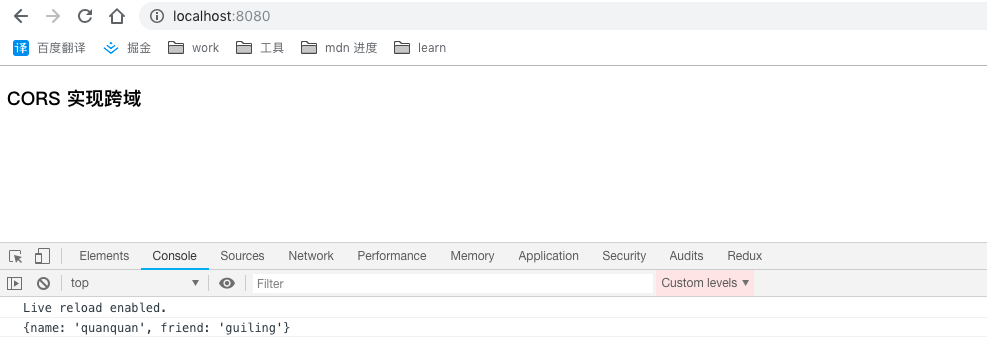 localhost:8080
译 百度翻译 掘金 work 工具 mdn 进度 learn
CORS 实现跨域
Elements Console Sources Network Performance Memory Application Security Audits Redux
top Filter Custom levels
Live reload enabled.
{name: 'quanquan', friend: 'guiling'}